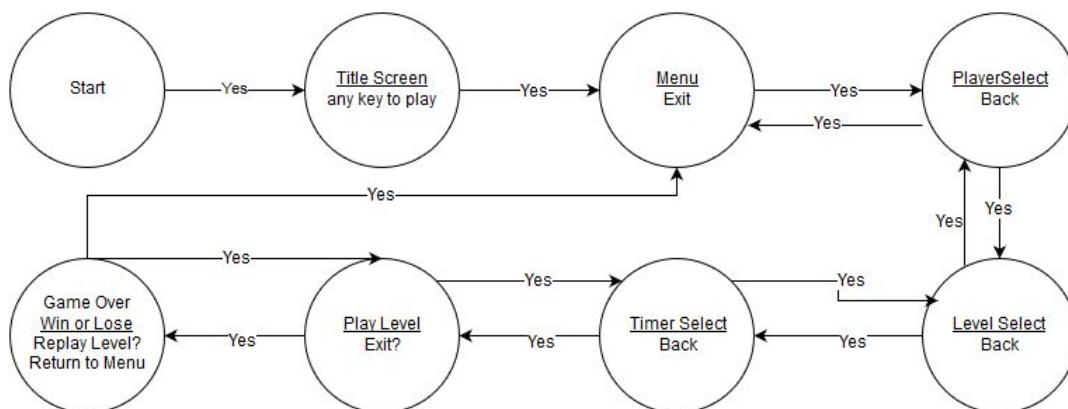 Start
Yes
Title Screen
any key to play
Yes
Menu
Exit
Yes
Yes
PlayerSelect
Back
Yes
Yes
Yes
Yes
Game Over
Win or Lose
Replay Level?
Return to Menu
Yes
Play Level
Exit?
Yes
Yes
Timer Select
Back
Yes
Yes
Level Select
Back